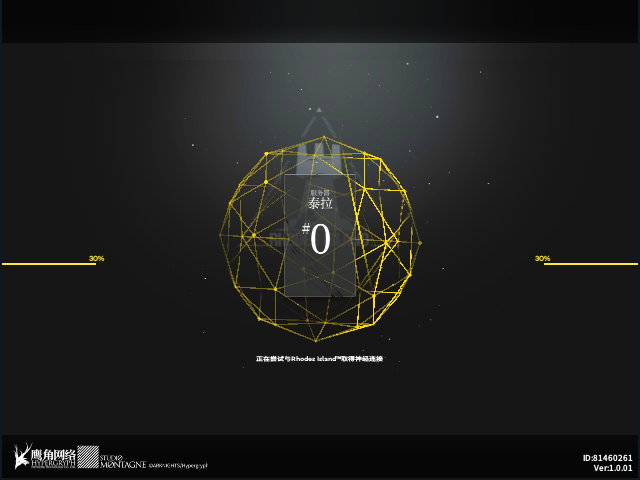 服务器
泰拉
#0
30%
30%
正在尝试与Rhodes Island™取得神经连接
鹰角网络
HYPERGRYPH
STUDIO
MONTAGNE
©ARKNIGHTS/Hypergryph
ID:81460261
Ver:1.0.01